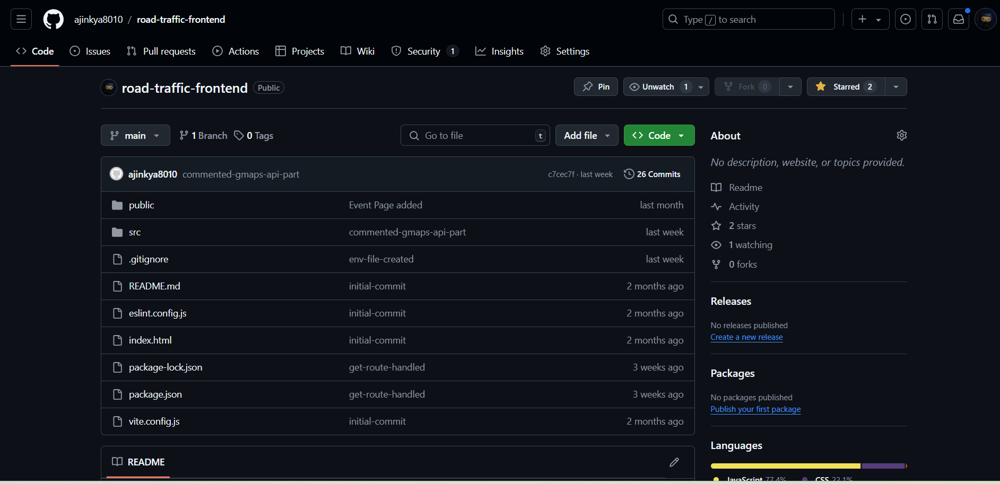 ajinkya8010 / road-traffic-frontend
Type / to search
Code Issues Pull requests Actions Projects Wiki Security 1 Insights Settings
road-traffic-frontend Public
Pin Unwatch 1 Fork 0 Starred 2
main 1 Branch 0 Tags
Go to file t Add file Code
ajinkya8010 commented-gmaps-api-part c7cec7f · last week 26 Commits
public Event Page added last month
src commented-gmaps-api-part last week
.gitignore env-file-created last week
README.md initial-commit 2 months ago
eslint.config.js initial-commit 2 months ago
index.html initial-commit 2 months ago
package-lock.json get-route-handled 3 weeks ago
package.json get-route-handled 3 weeks ago
vite.config.js initial-commit 2 months ago
README
About
No description, website, or topics provided.
Readme
Activity
2 stars
1 watching
0 forks
Releases
No releases published
Create a new release
Packages
No packages published
Publish your first package
Languages
JavaScript 77.4% CSS 22.1%